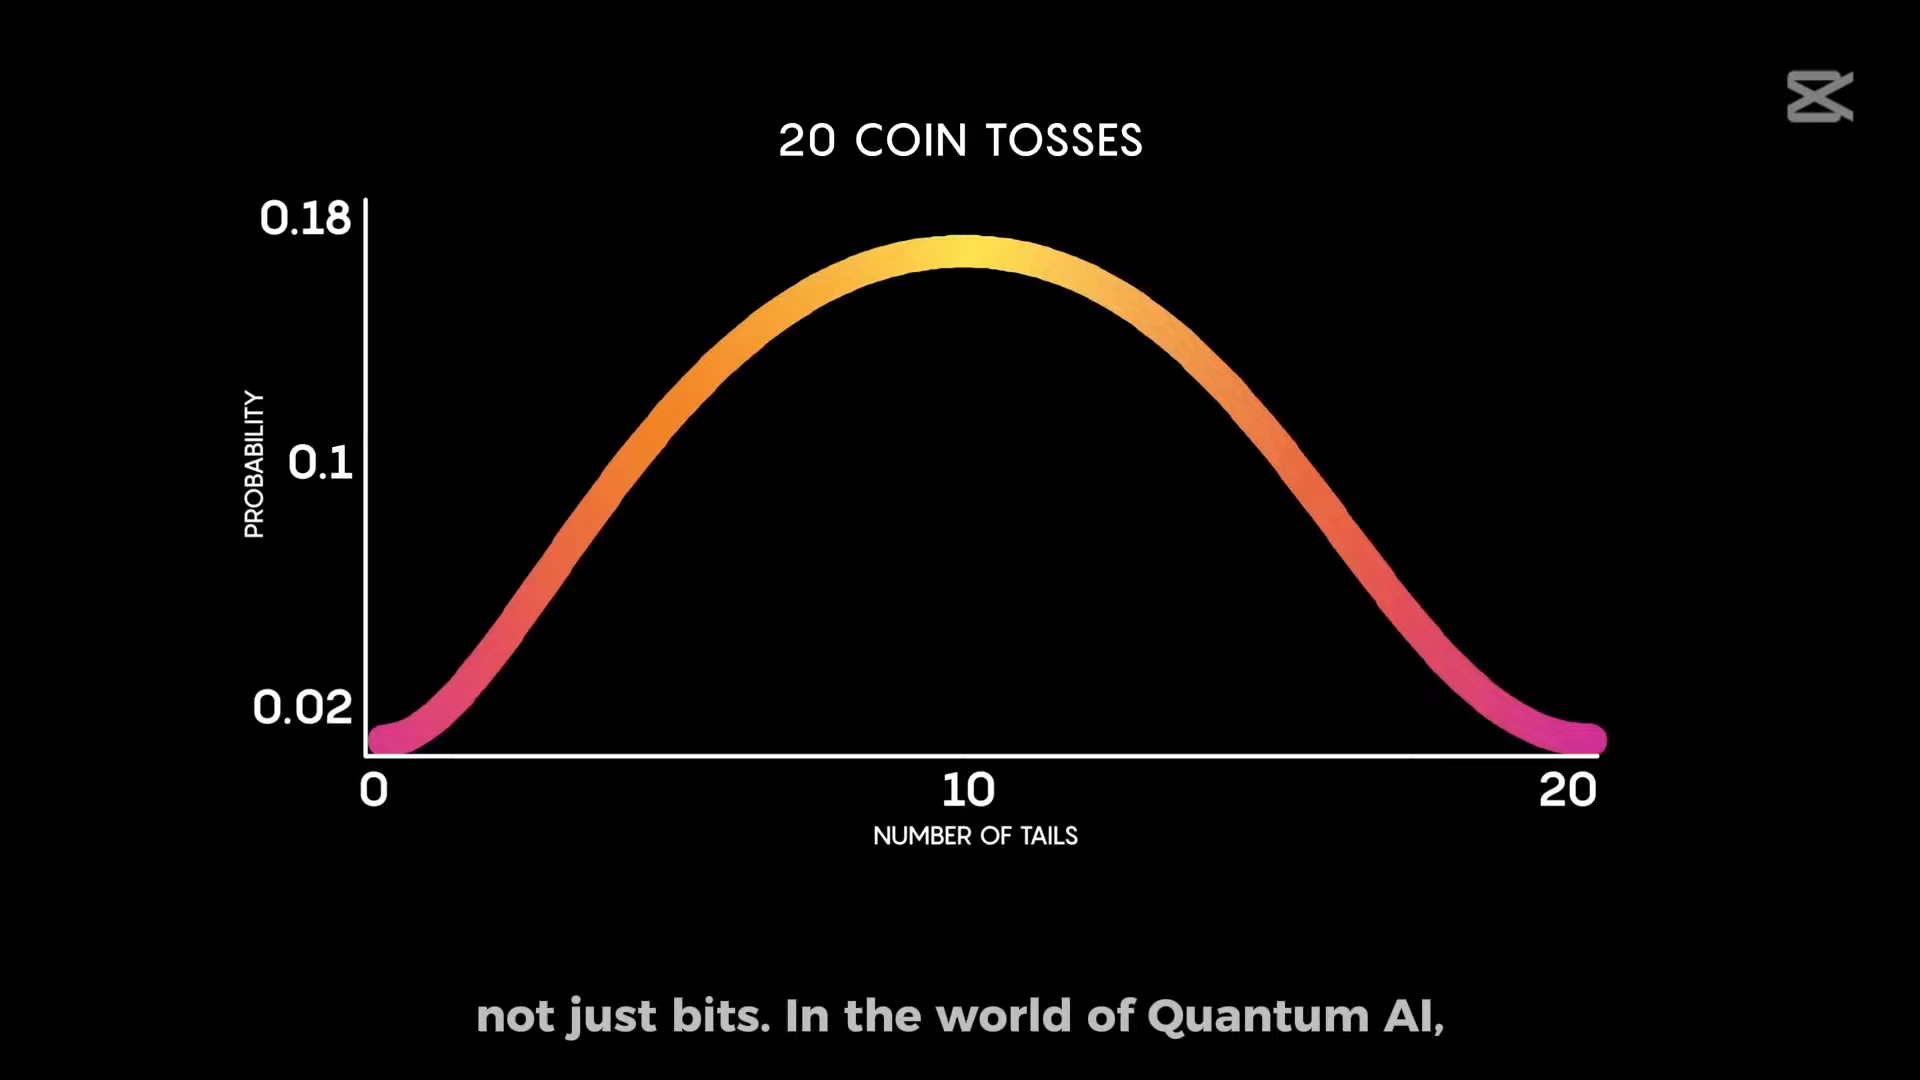 20 COIN TOSSES
0.18
0.1
0.02
PROBABILITY
0 10 20
NUMBER OF TAILS
not just bits. In the world of Quantum AI,